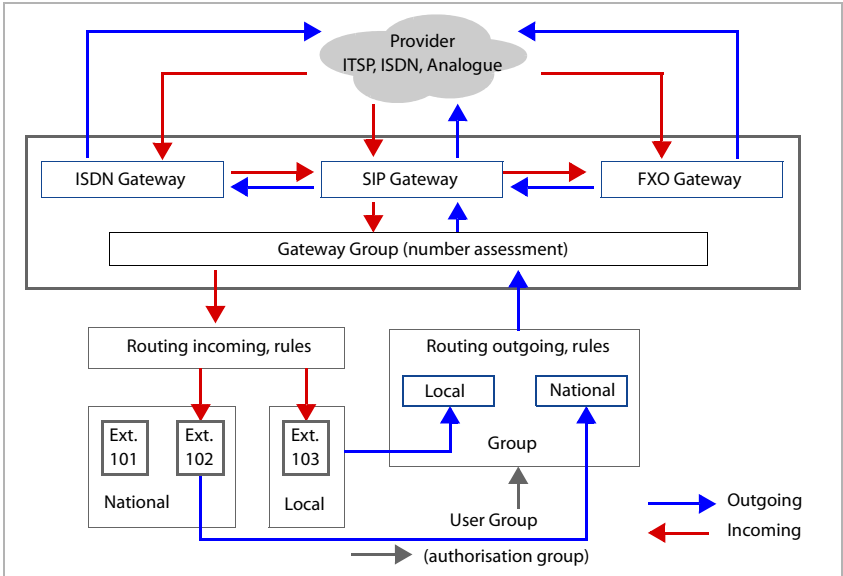 Provider
ITSP, ISDN, Analogue
ISDN Gateway
SIP Gateway
FXO Gateway
Gateway Group (number assessment)
Routing incoming, rules
Routing outgoing, rules
Local
National
Ext.
101
Ext.
102
Ext.
103
Group
National
Local
User Group
Outgoing
Incoming
(authorisation group)